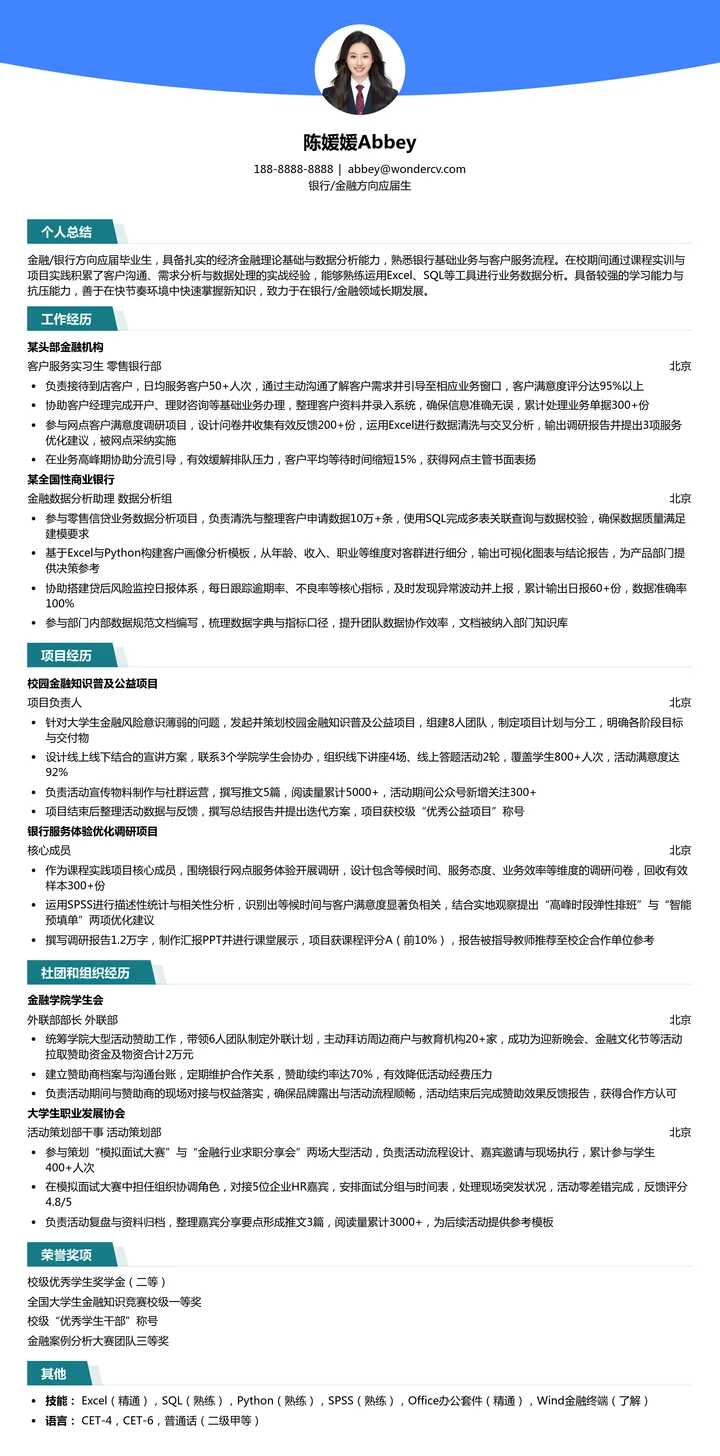 陈媛媛Abbey
188-8888-8888 | abbey@wondercv.com
银行/金融方向应届生
个人总结
金融/银行方向应届毕业生，具备扎实的经济金融理论基础与数据分析能力，熟悉银行基础业务与客户服务流程。在校期间通过课程实训与
项目实践积累了客户沟通、需求分析与数据处理的实战经验，能够熟练运用Excel、SQL等工具进行业务数据分析。具备较强的学习能力与
抗压能力，善于在快节奏环境中快速掌握新知识，致力于在银行/金融领域长期发展。
工作经历
某头部金融机构
客户服务实习生 零售银行部 北京
• 负责接待到店客户，日均服务客户50+人次，通过主动沟通了解客户需求并引导至相应业务窗口，客户满意度评分达95%以上
• 协助客户经理完成开户、理财咨询等基础业务办理，整理客户资料并录入系统，确保信息准确无误，累计处理业务单据300+份
• 参与网点客户满意度调研项目，设计问卷并收集有效反馈200+份，运用Excel进行数据清洗与交叉分析，输出调研报告并提出3项服务
优化建议，被网点采纳实施
• 在业务高峰期协助分流引导，有效缓解排队压力，客户平均等待时间缩短15%，获得网点主管书面表扬
某全国性商业银行
金融数据分析助理 数据分析组 北京
• 参与零售信贷业务数据分析项目，负责清洗与整理客户申请数据10万+条，使用SQL完成多表关联查询与数据校验，确保数据质量满足
建模要求
• 基于Excel与Python构建客户画像分析模板，从年龄、收入、职业等维度对客群进行细分，输出可视化图表与结论报告，为产品部门提
供决策参考
• 协助搭建贷后风险监控日报体系，每日跟踪逾期率、不良率等核心指标，及时发现异常波动并上报，累计输出日报60+份，数据准确率
100%
• 参与部门内部数据规范文档编写，梳理数据字典与指标口径，提升团队数据协作效率，文档被纳入部门知识库
项目经历
校园金融知识普及公益项目
项目负责人 北京
• 针对大学生金融风险意识薄弱的问题，发起并策划校园金融知识普及公益项目，组建8人团队，制定项目计划与分工，明确各阶段目标
与交付物
• 设计线上线下结合的宣讲方案，联系3个学院学生会协办，组织线下讲座4场、线上答题活动2轮，覆盖学生800+人次，活动满意度达
92%
• 负责活动宣传物料制作与社群运营，撰写推文5篇，阅读量累计5000+，活动期间公众号新增关注300+
• 项目结束后整理活动数据与反馈，撰写总结报告并提出迭代方案，项目获校级“优秀公益项目”称号
银行服务体验优化调研项目
核心成员 北京
• 作为课程实践项目核心成员，围绕银行网点服务体验开展调研，设计包含等候时间、服务态度、业务效率等维度的调研问卷，回收有效
样本300+份
• 运用SPSS进行描述性统计与相关性分析，识别出等候时间与客户满意度显著负相关，结合实地观察提出“高峰时段弹性排班”与“智能
预填单”两项优化建议
• 撰写调研报告1.2万字，制作汇报PPT并进行课堂展示，项目获课程评分A（前10%），报告被指导教师推荐至校企合作单位参考
社团和组织经历
金融学院学生会
外联部部长 外联部 北京
• 统筹学院大型活动赞助工作，带领6人团队制定外联计划，主动拜访周边商户与教育机构20+家，成功为迎新晚会、金融文化节等活动
拉取赞助资金及物资合计2万元
• 建立赞助商档案与沟通台账，定期维护合作关系，赞助续约率达70%，有效降低活动经费压力
• 负责活动期间与赞助商的现场对接与权益落实，确保品牌露出与活动流程顺畅，活动结束后完成赞助效果反馈报告，获得合作方认可
大学生职业发展协会
活动策划部干事 活动策划部 北京
• 参与策划“模拟面试大赛”与“金融行业求职分享会”两场大型活动，负责活动流程设计、嘉宾邀请与现场执行，累计参与学生
400+人次
• 在模拟面试大赛中担任组织协调角色，对接5位企业HR嘉宾，安排面试分组与时间表，处理现场突发状况，活动零差错完成，反馈评分
4.8/5
• 负责活动复盘与资料归档，整理嘉宾分享要点形成推文3篇，阅读量累计3000+，为后续活动提供参考模板
荣誉奖项
校级优秀学生奖学金（二等）
全国大学生金融知识竞赛校级一等奖
校级“优秀学生干部”称号
金融案例分析大赛团队三等奖
其他
• 技能： Excel（精通），SQL（熟练），Python（熟练），SPSS（熟练），Office办公套件（精通），Wind金融终端（了解）
• 语言： CET-4，CET-6，普通话（二级甲等）